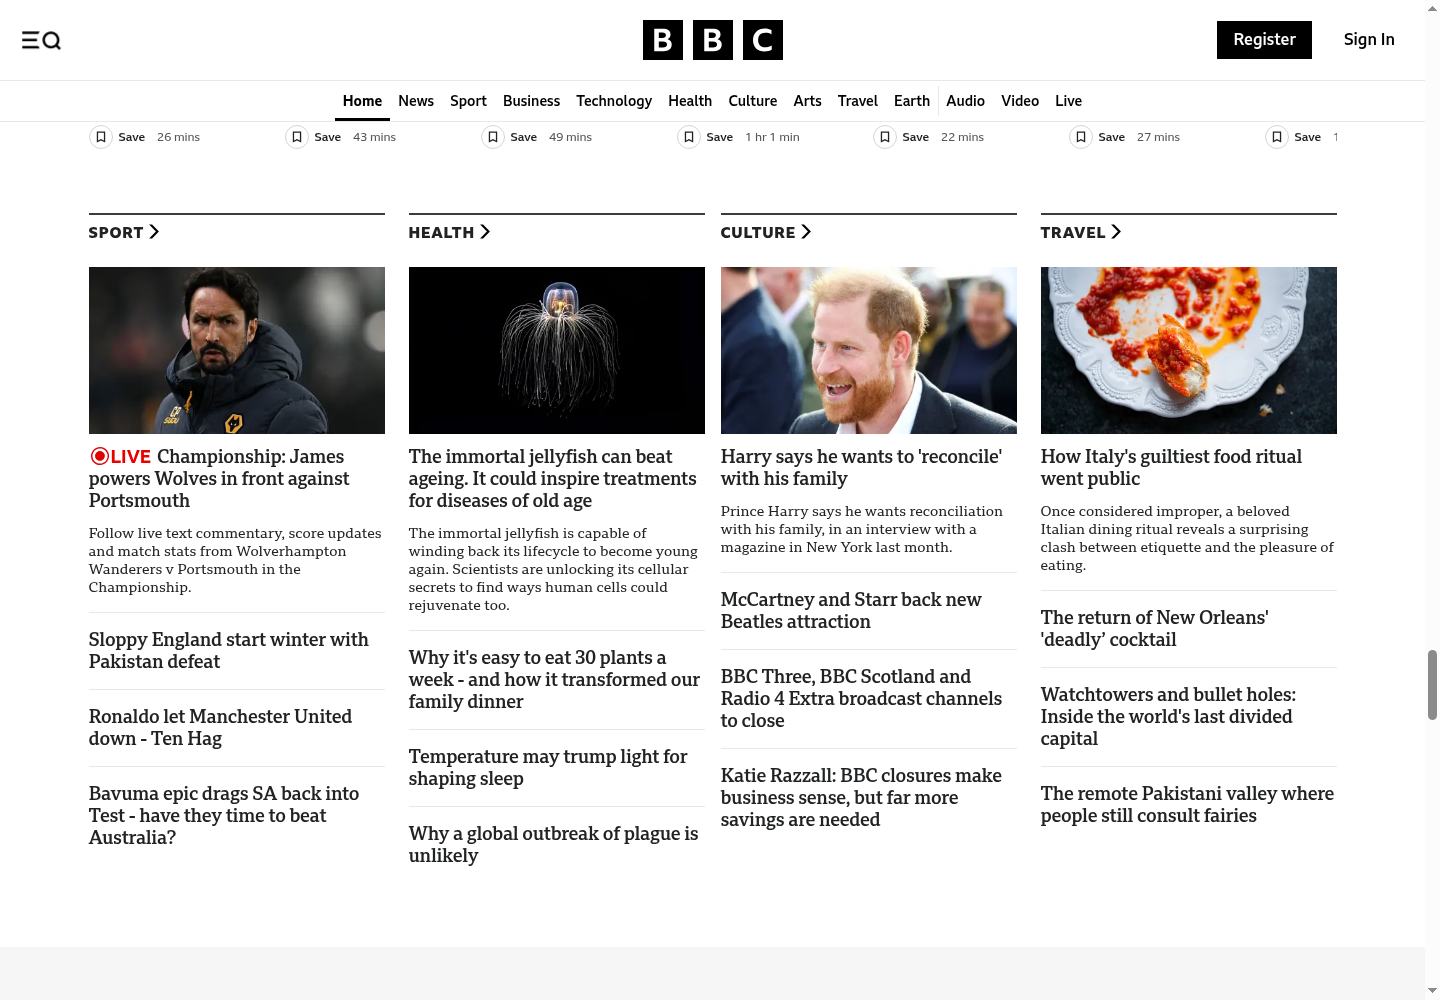 BBC
Register
Sign In
Home News Sport Business Technology Health Culture Arts Travel Earth Audio Video Live
Save 26 mins Save 43 mins Save 49 mins Save 1 hr 1 min Save 22 mins Save 27 mins Save 1
SPORT
LIVE Championship: James
powers Wolves in front against
Portsmouth
Follow live text commentary, score updates
and match stats from Wolverhampton
Wanderers v Portsmouth in the
Championship.
Sloppy England start winter with
Pakistan defeat
Ronaldo let Manchester United
down - Ten Hag
Bavuma epic drags SA back into
Test - have they time to beat
Australia?
HEALTH
The immortal jellyfish can beat
ageing. It could inspire treatments
for diseases of old age
The immortal jellyfish is capable of
winding back its lifecycle to become young
again. Scientists are unlocking its cellular
secrets to find ways human cells could
rejuvenate too.
Why it's easy to eat 30 plants a
week - and how it transformed our
family dinner
Temperature may trump light for
shaping sleep
Why a global outbreak of plague is
unlikely
CULTURE
Harry says he wants to 'reconcile'
with his family
Prince Harry says he wants reconciliation
with his family, in an interview with a
magazine in New York last month.
McCartney and Starr back new
Beatles attraction
BBC Three, BBC Scotland and
Radio 4 Extra broadcast channels
to close
Katie Razzall: BBC closures make
business sense, but far more
savings are needed
TRAVEL
How Italy's guiltiest food ritual
went public
Once considered improper, a beloved
Italian dining ritual reveals a surprising
clash between etiquette and the pleasure of
eating.
The return of New Orleans'
'deadly’ cocktail
Watchtowers and bullet holes:
Inside the world's last divided
capital
The remote Pakistani valley where
people still consult fairies